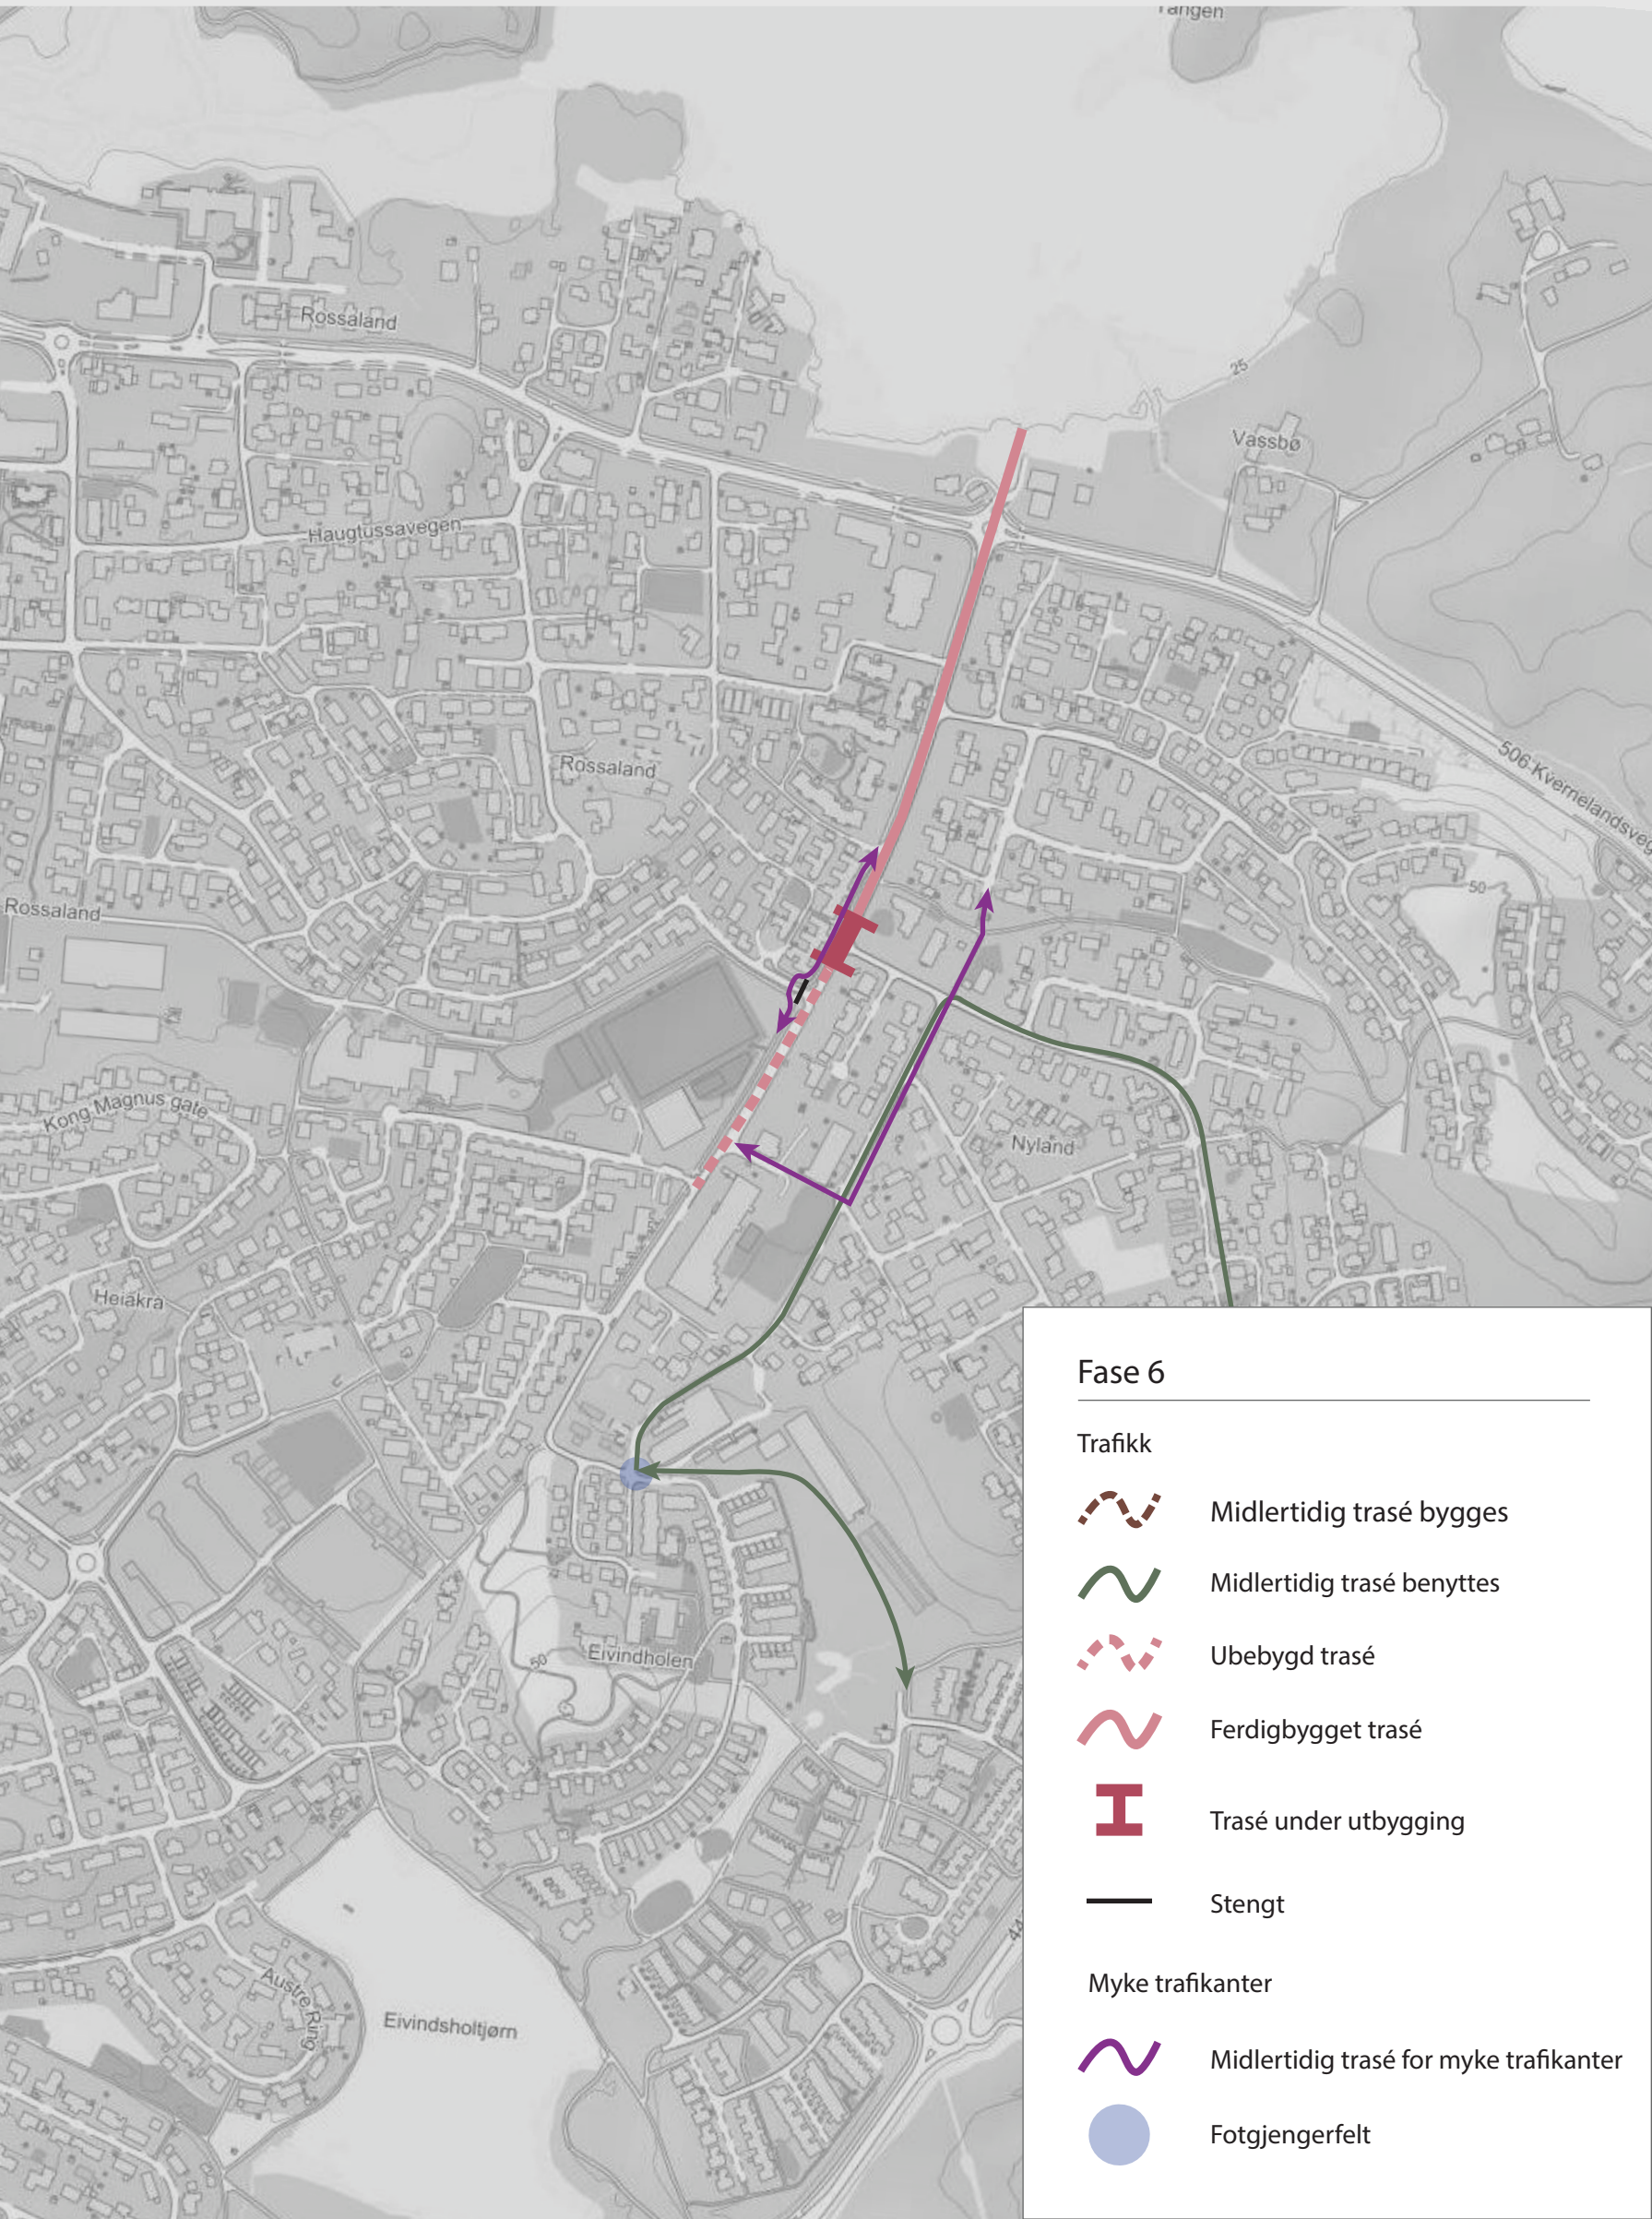 Tangen
Rossaland
25
Vassbø
Haugtussavegen
506 Kvernelandsveg
Rossaland
50
Rossaland
Kong Magnus gate
Nyland
Heiakra
Eivindholen
50
44
Austre Ring
Eivindsholtjørn
Fase 6
Trafikk
Midlertidig trasé bygges
Midlertidig trasé benyttes
Ubebygd trasé
Ferdigbygget trasé
Trasé under utbygging
Stengt
Myke trafikanter
Midlertidig trasé for myke trafikanter
Fotgjengerfelt